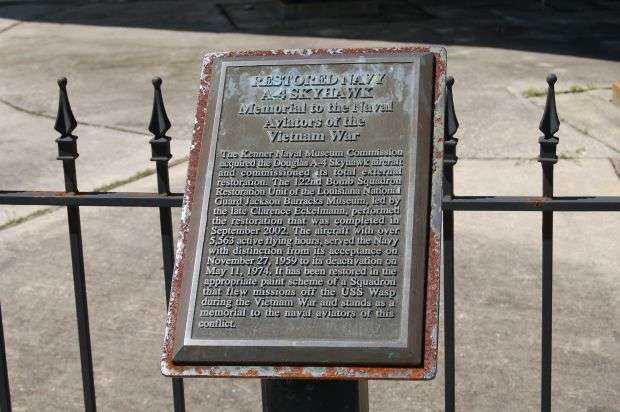 RESTORED NAVY
A-4 SKYHAWK
Memorial to the Naval
Aviators of the
Vietnam War
The Kenner Naval Museum Commission
acquired the Douglas A-4 Skyhawk aircraft
and commissioned its total external
restoration. The 122nd Bomb Squadron
Restoration Unit of the Louisiana National
Guard Jackson Barracks Museum, led by
the late Clarence Eckelmann, performed
the restoration that was completed in
September 2002. The aircraft with over
5,563 active flying hours, served the Navy
with distinction from its acceptance on
November 27, 1959 to its deactivation on
May 11, 1974. It has been restored in the
appropriate paint scheme of a Squadron
that flew missions off the USS Wasp
during the Vietnam War and stands as a
memorial to the naval aviators of this
conflict.